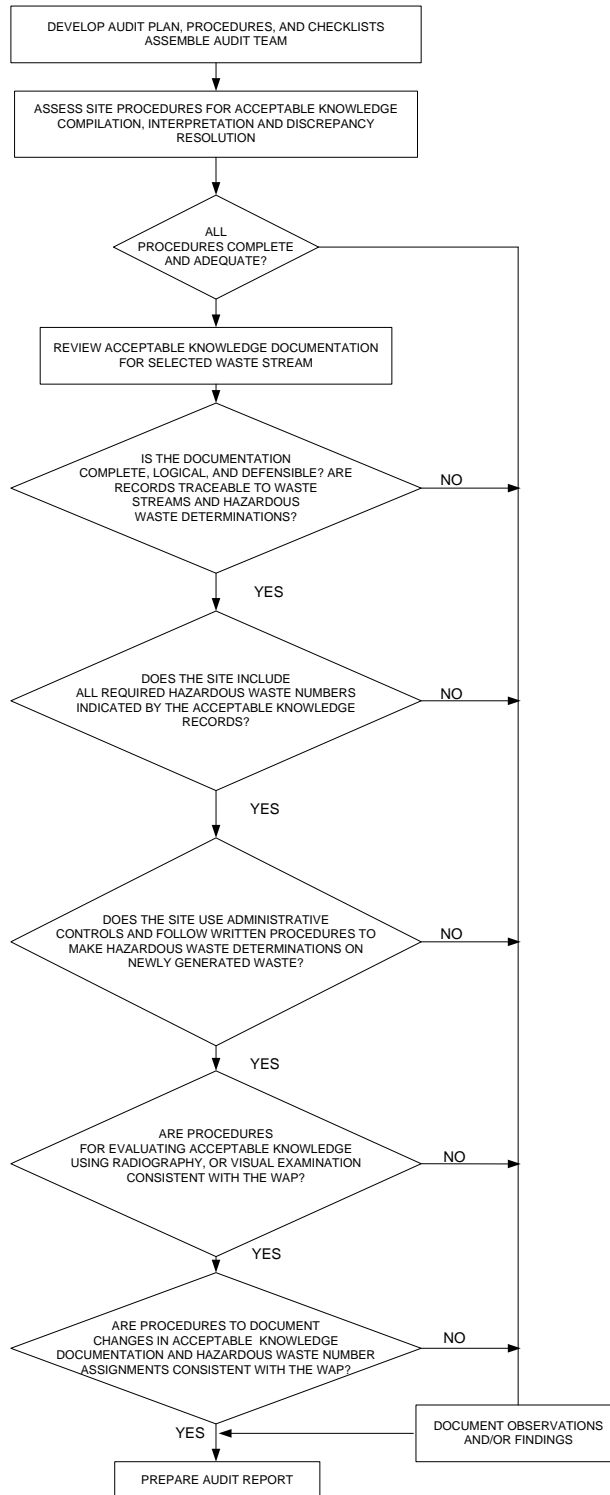 DEVELOP AUDIT PLAN, PROCEDURES, AND CHECKLISTS
ASSEMBLE AUDIT TEAM
ASSESS SITE PROCEDURES FOR ACCEPTABLE KNOWLEDGE
COMPILATION, INTERPRETATION AND DISCREPANCY
RESOLUTION
ALL
PROCEDURES COMPLETE
AND ADEQUATE?
REVIEW ACCEPTABLE KNOWLEDGE DOCUMENTATION
FOR SELECTED WASTE STREAM
IS THE DOCUMENTATION
COMPLETE, LOGICAL, AND DEFENSIBLE? ARE
RECORDS TRACEABLE TO WASTE
STREAMS AND HAZARDOUS
WASTE DETERMINATIONS?
NO
YES
DOES THE SITE INCLUDE
ALL REQUIRED HAZARDOUS WASTE NUMBERS
INDICATED BY THE ACCEPTABLE KNOWLEDGE
RECORDS?
NO
YES
DOES THE SITE USE ADMINISTRATIVE
CONTROLS AND FOLLOW WRITTEN PROCEDURES TO
MAKE HAZARDOUS WASTE DETERMINATIONS ON
NEWLY GENERATED WASTE?
NO
YES
ARE PROCEDURES
FOR EVALUATING ACCEPTABLE KNOWLEDGE
USING RADIOGRAPHY, OR VISUAL EXAMINATION
CONSISTENT WITH THE WAP?
NO
YES
ARE PROCEDURES TO DOCUMENT
CHANGES IN ACCEPTABLE KNOWLEDGE
DOCUMENTATION AND HAZARDOUS WASTE NUMBER
ASSIGNMENTS CONSISTENT WITH THE WAP?
NO
YES
DOCUMENT OBSERVATIONS
AND/OR FINDINGS
PREPARE AUDIT REPORT